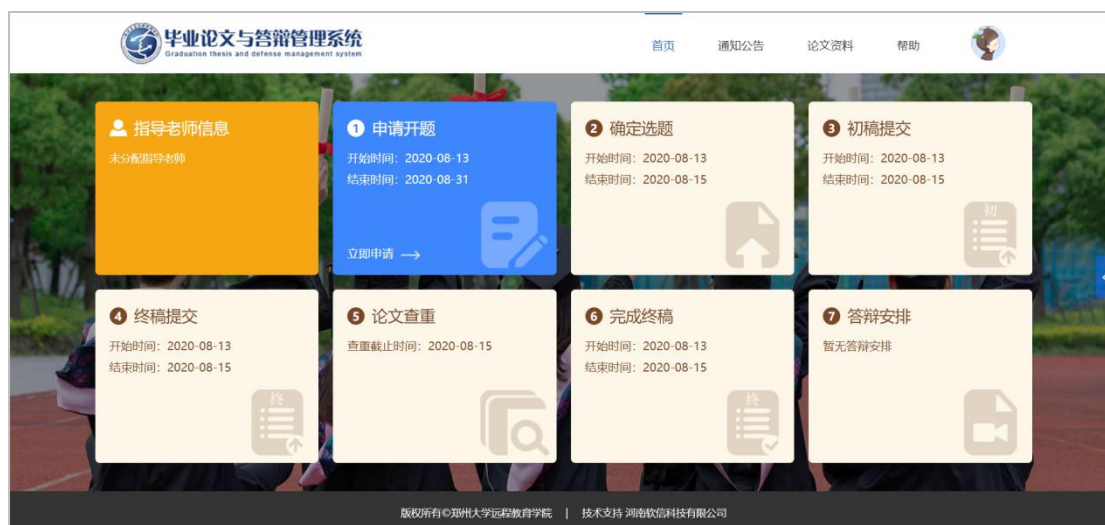 毕业论文与答辩管理系统
Graduation thesis and defense management system
首页 通知公告 论文资料 帮助
指导老师信息
未分配指导老师
1 申请开题
开始时间：2020-08-13
结束时间：2020-08-31
立即申请 →
2 确定选题
开始时间：2020-08-13
结束时间：2020-08-15
3 初稿提交
开始时间：2020-08-13
结束时间：2020-08-15
初
4 终稿提交
开始时间：2020-08-13
结束时间：2020-08-15
终
5 论文查重
查重截止时间：2020-08-15
6 完成终稿
开始时间：2020-08-13
结束时间：2020-08-15
终
7 答辩安排
暂无答辩安排
版权所有©郑州大学远程教育学院 | 技术支持 河南软信科技有限公司